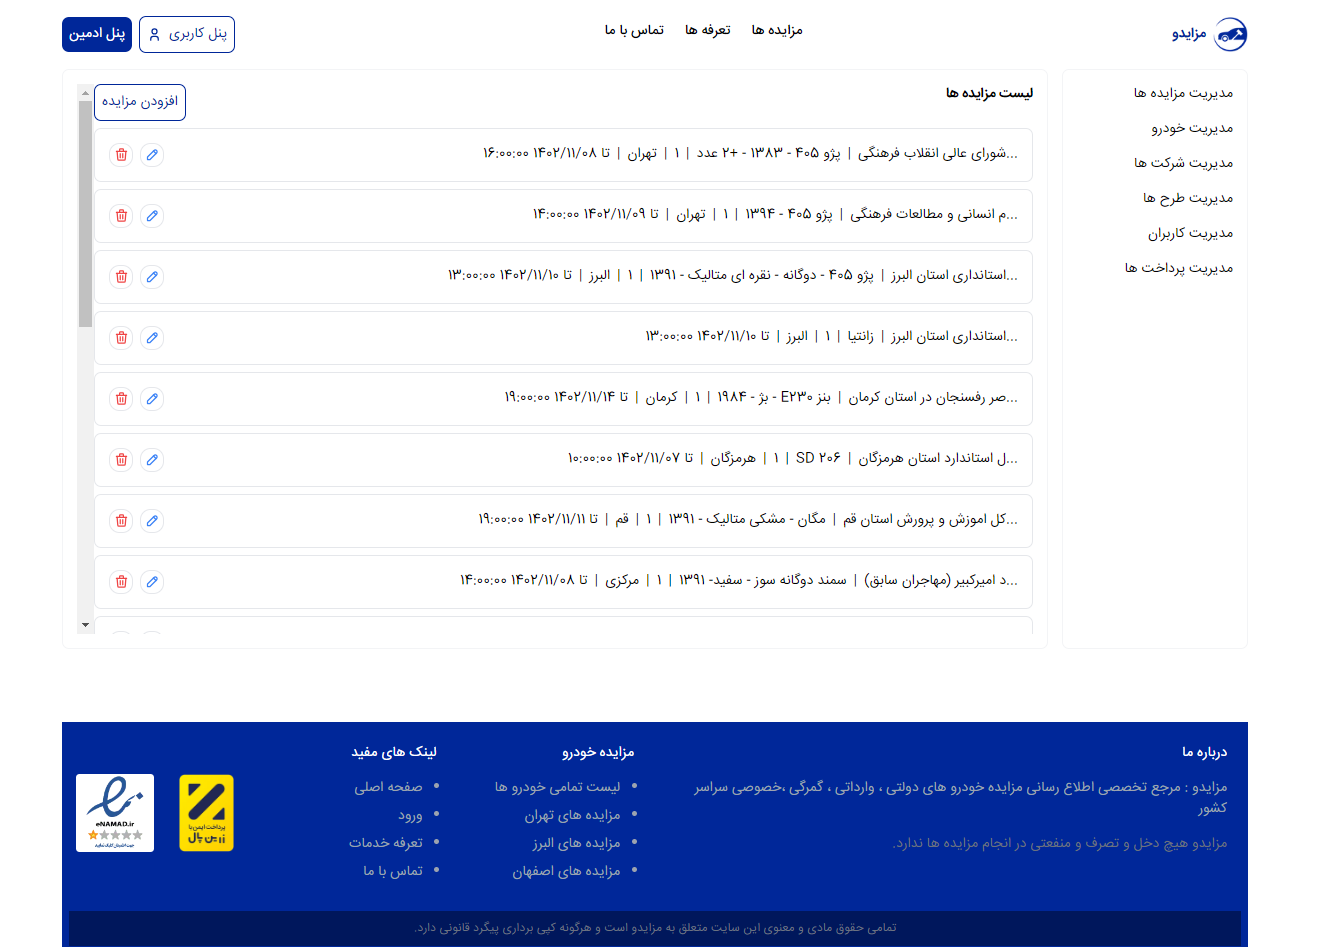 مزایدو
مزایده ها
تعرفه ها
تماس با ما
پنل کاربری
پنل ادمین
مدیریت مزایده ها
مدیریت خودرو
مدیریت شرکت ها
مدیریت طرح ها
مدیریت کاربران
مدیریت پرداخت ها
لیست مزایده ها
افزودن مزایده
...شورای عالی انقلاب فرهنگی | پژو ۴۰۵ - ۱۳۸۳ - +۲ عدد | ۱ | تهران | تا ۱۴۰۲/۱۱/۰۸ ۱۶:۰۰:۰۰
...م انسانی و مطالعات فرهنگی | پژو ۴۰۵ - ۱۳۹۴ | ۱ | تهران | تا ۱۴۰۲/۱۱/۰۹ ۱۴:۰۰:۰۰
...استانداری استان البرز | پژو ۴۰۵ - دوگانه - نقره ای متالیک - ۱۳۹۱ | ۱ | البرز | تا ۱۴۰۲/۱۱/۱۰ ۱۳:۰۰:۰۰
...استانداری استان البرز | زانتیا | ۱ | البرز | تا ۱۴۰۲/۱۱/۱۰ ۱۳:۰۰:۰۰
...صر رفسنجان در استان کرمان | بنز E۲۳۰ - بژ - ۱۹۸۴ | ۱ | کرمان | تا ۱۴۰۲/۱۱/۱۴ ۱۹:۰۰:۰۰
...ل استاندارد استان هرمزگان | ۲۰۶ SD | ۱ | هرمزگان | تا ۱۴۰۲/۱۱/۰۷ ۱۰:۰۰:۰۰
...کل اموزش و پرورش استان قم | مگان - مشکی متالیک - ۱۳۹۱ | ۱ | قم | تا ۱۴۰۲/۱۱/۱۱ ۱۹:۰۰:۰۰
...د امیرکبیر (مهاجران سابق) | سمند دوگانه سوز - سفید- ۱۳۹۱ | ۱ | مرکزی | تا ۱۴۰۲/۱۱/۰۸ ۱۴:۰۰:۰۰
درباره ما
مزایدو : مرجع تخصصی اطلاع رسانی مزایده خودرو های دولتی ، وارداتی ، گمرگی ،خصوصی سراسر
کشور
مزایدو هیچ دخل و تصرف و منفعتی در انجام مزایده ها ندارد.
مزایده خودرو
لیست تمامی خودرو ها
مزایده های تهران
مزایده های البرز
مزایده های اصفهان
لینک های مفید
صفحه اصلی
ورود
تعرفه خدمات
تماس با ما
پرداخت ایمن با
زرین پال
eNAMAD.ir
تمامی حقوق مادی و معنوی این سایت متعلق به مزایدو است و هرگونه کپی برداری پیگرد قانونی دارد.